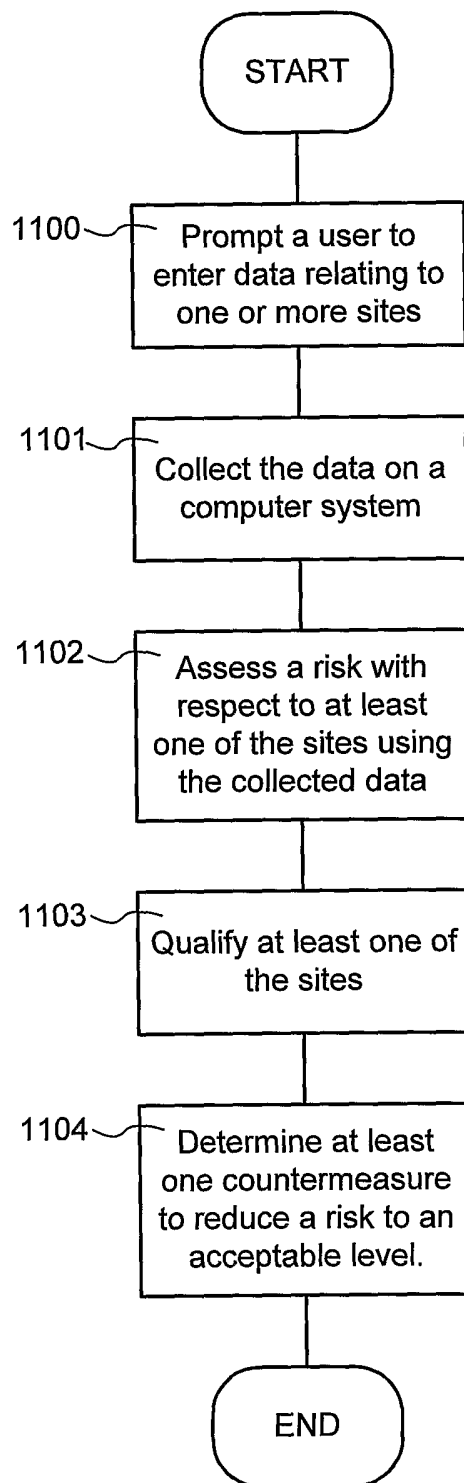 START
1100
Prompt a user to
enter data relating to
one or more sites
1101
Collect the data on a
computer system
1102
Assess a risk with
respect to at least
one of the sites using
the collected data
1103
Qualify at least one of
the sites
1104
Determine at least
one countermeasure
to reduce a risk to an
acceptable level.
END